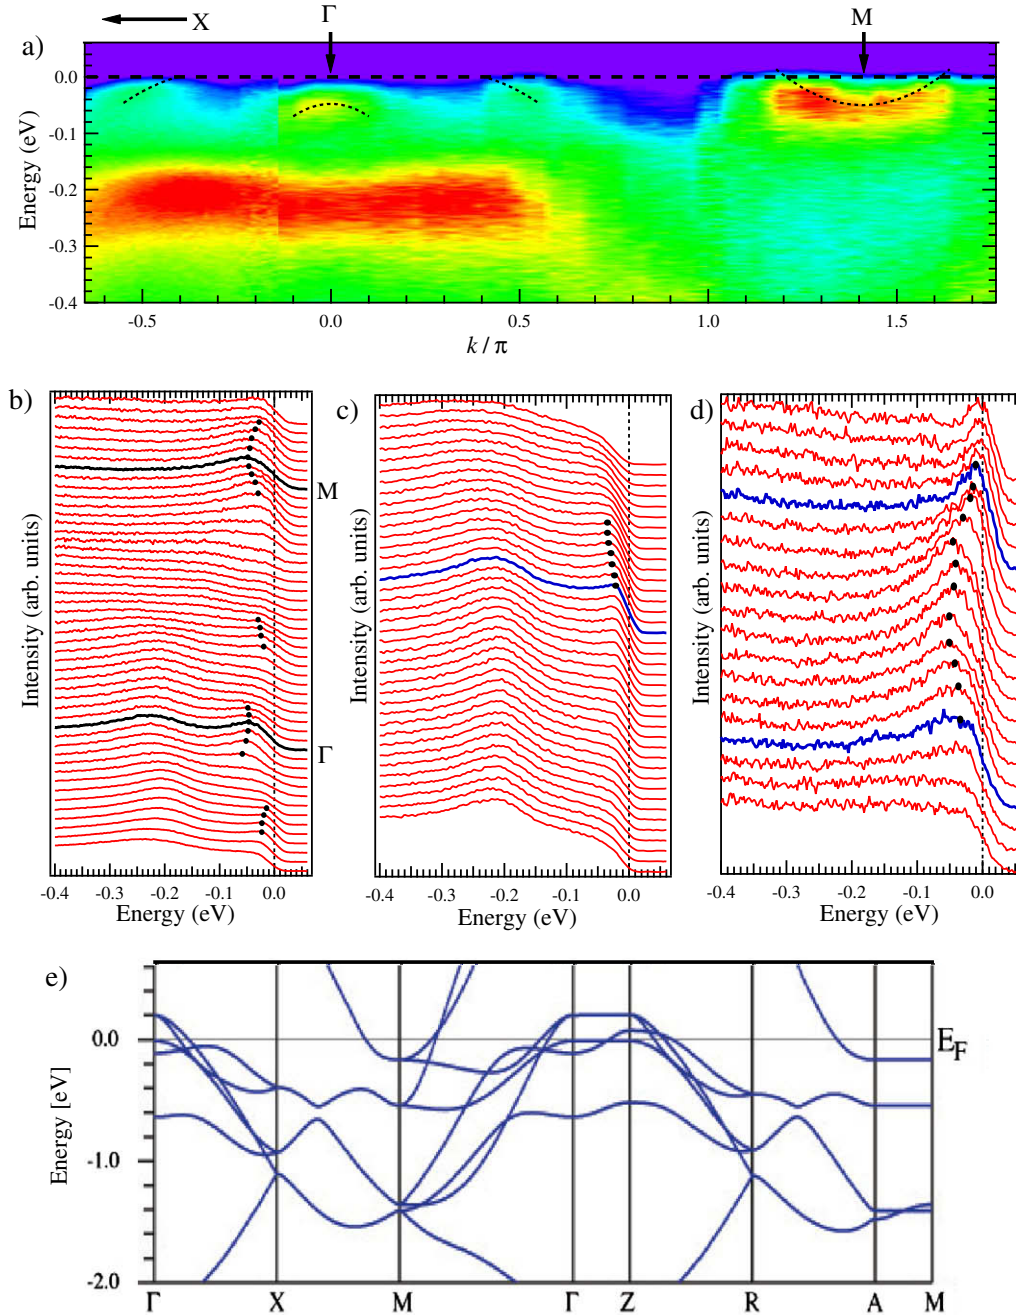 X
Γ
M
a)
0.0
-0.1
-0.2
-0.3
-0.4
Energy (eV)
-0.5
0.0
0.5
1.0
1.5
k / π
b)
c)
d)
M
Γ
Intensity (arb. units)
Intensity (arb. units)
Intensity (arb. units)
-0.4
-0.3
-0.2
-0.1
0.0
Energy (eV)
-0.4
-0.3
-0.2
-0.1
0.0
Energy (eV)
-0.4
-0.3
-0.2
-0.1
0.0
Energy (eV)
e)
0.0
-1.0
-2.0
Energy [eV]
E_F
Γ X M Γ Z R A M